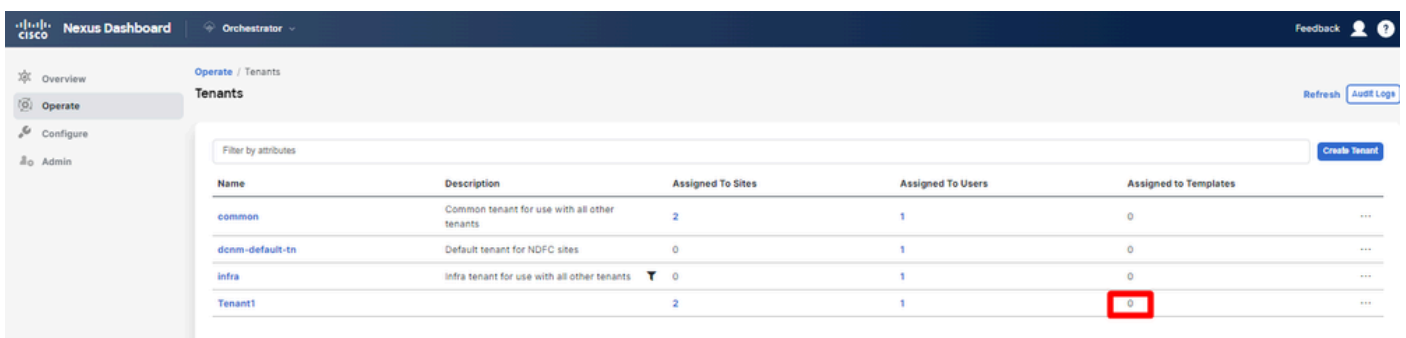 cisco Nexus Dashboard Orchestrator Feedback ?
Overview
Operate
Configure
Admin
Operate / Tenants
Tenants
Refresh Audit Logs
Filter by attributes
Create Tenant
Name Description Assigned To Sites Assigned To Users Assigned to Templates
common Common tenant for use with all other tenants 2 1 0 ...
dcnm-default-tn Default tenant for NDFC sites 0 1 0 ...
infra Infra tenant for use with all other tenants 0 1 0 ...
Tenant1 2 1 0 ...